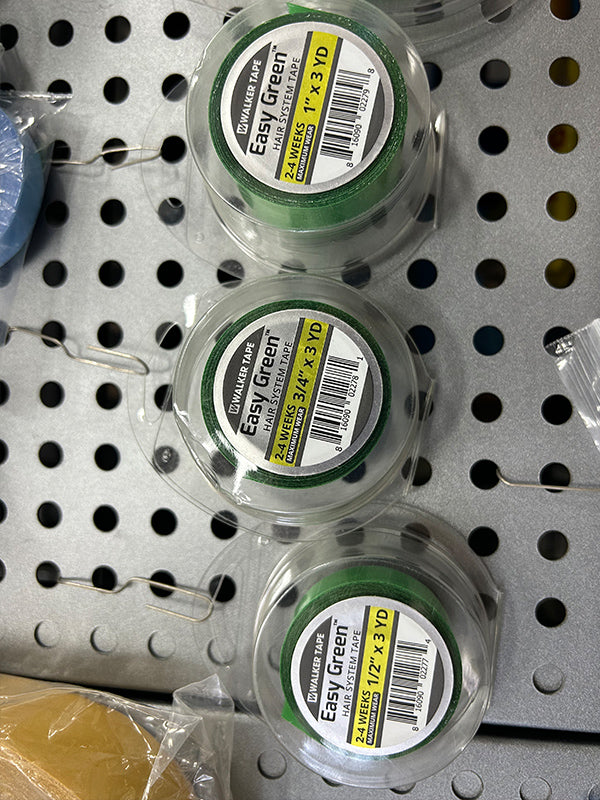 WALKER TAPE
Easy Green™
HAIR SYSTEM TAPE
2-4 WEEKS
MAXIMUM WEAR
1" x 3 YD
8 16090 02279 8
WALKER TAPE
Easy Green™
HAIR SYSTEM TAPE
2-4 WEEKS
MAXIMUM WEAR
3/4" x 3 YD
8 16090 02278 1
WALKER TAPE
Easy Green™
HAIR SYSTEM TAPE
2-4 WEEKS
MAXIMUM WEAR
1/2" x 3 YD
8 16090 02277 4